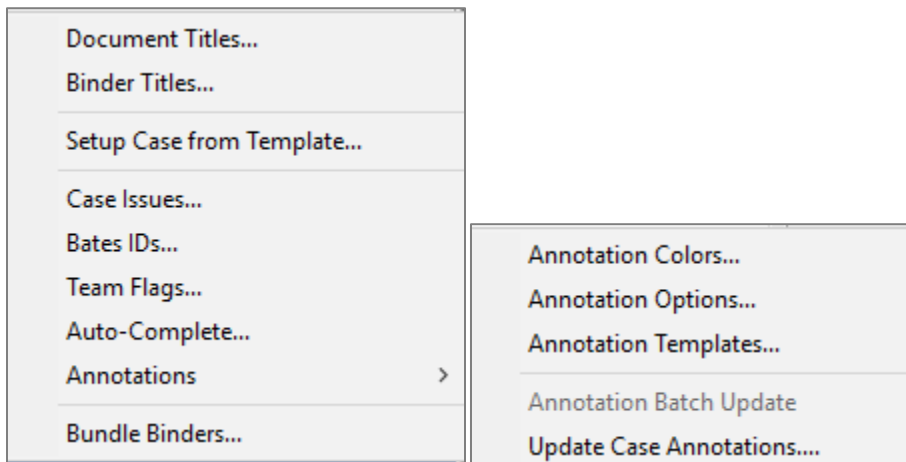 Document Titles...
Binder Titles...
Setup Case from Template...
Case Issues...
Bates IDs...
Team Flags...
Auto-Complete...
Annotations >
Bundle Binders...
Annotation Colors...
Annotation Options...
Annotation Templates...
Annotation Batch Update
Update Case Annotations....